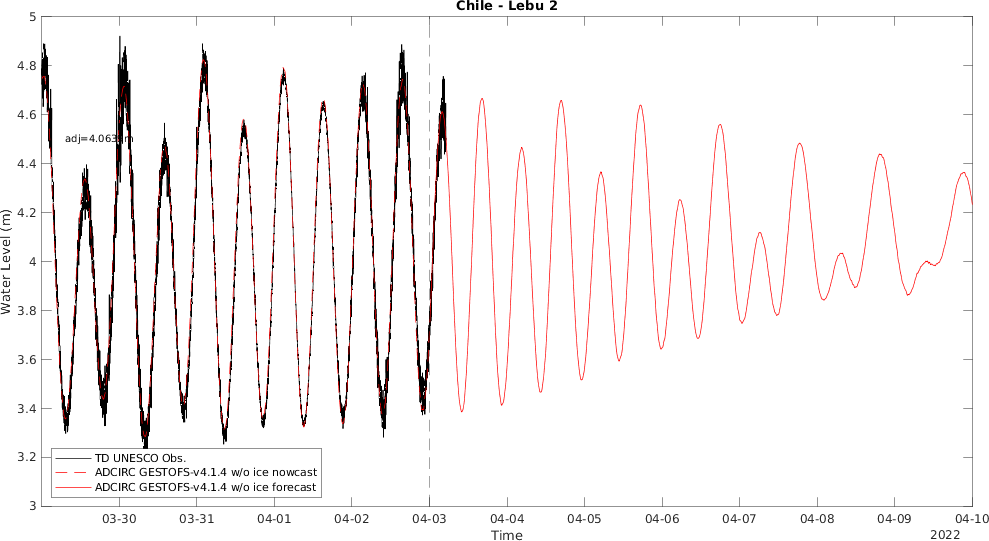 Chile - Lebu 2
5
4.8
4.6
4.4
4.2
4
3.8
3.6
3.4
3.2
3
Water Level (m)
TD UNESCO Obs.
ADCIRC GESTOFS-v4.1.4 w/o ice nowcast
ADCIRC GESTOFS-v4.1.4 w/o ice forecast
03-30 03-31 04-01 04-02 04-03 04-04 04-05 04-06 04-07 04-08 04-09 04-10
Time
2022